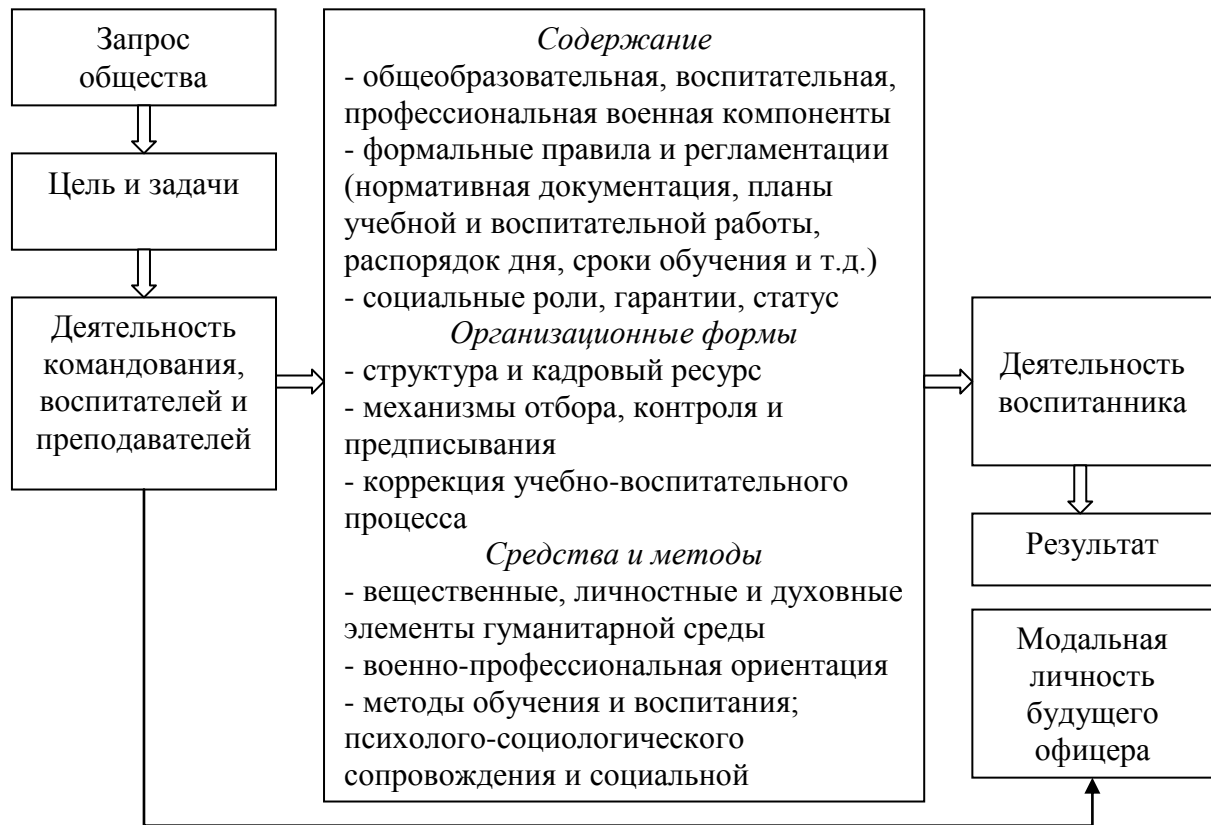 Запрос
общества
Цель и задачи
Деятельность
командования,
воспитателей и
преподавателей
Содержание
- общеобразовательная, воспитательная,
профессиональная военная компоненты
- формальные правила и регламентации
(нормативная документация, планы
учебной и воспитательной работы,
распорядок дня, сроки обучения и т.д.)
- социальные роли, гарантии, статус
Организационные формы
- структура и кадровый ресурс
- механизмы отбора, контроля и
предписывания
- коррекция учебно-воспитательного
процесса
Средства и методы
- вещественные, личностные и духовные
элементы гуманитарной среды
- военно-профессиональная ориентация
- методы обучения и воспитания;
психолого-социологического
сопровождения и социальной
Деятельность
воспитанника
Результат
Модальная
личность
будущего
офицера